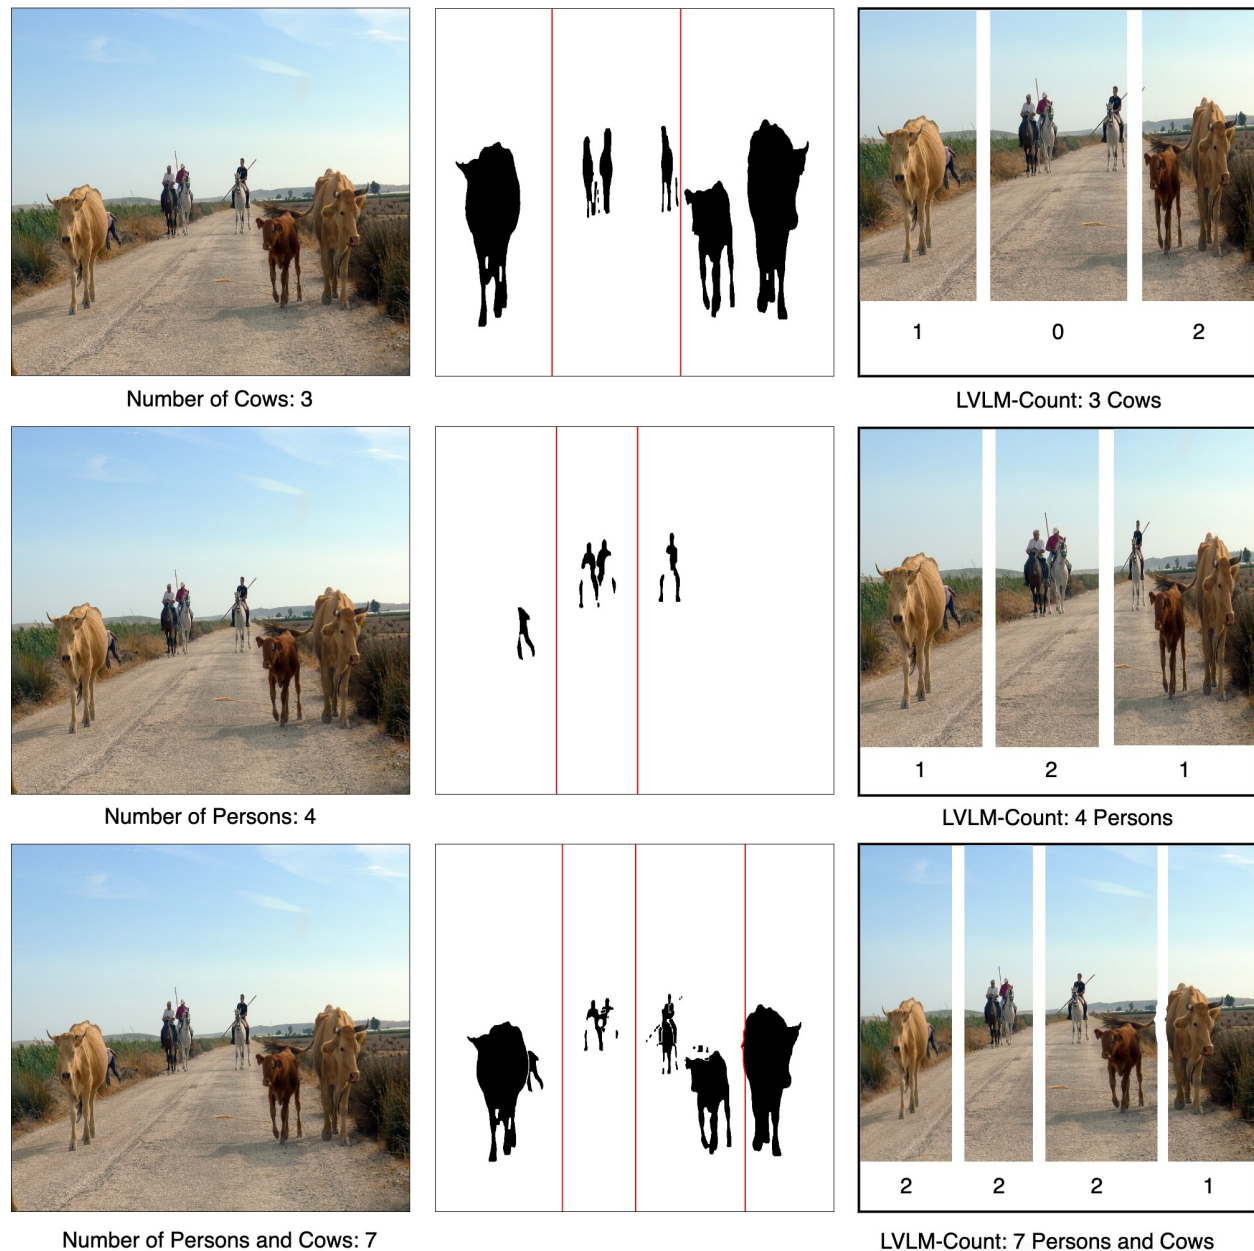 1 0 2
Number of Cows: 3
LVLM-Count: 3 Cows
1 2 1
Number of Persons: 4
LVLM-Count: 4 Persons
2 2 2 1
Number of Persons and Cows: 7
LVLM-Count: 7 Persons and Cows